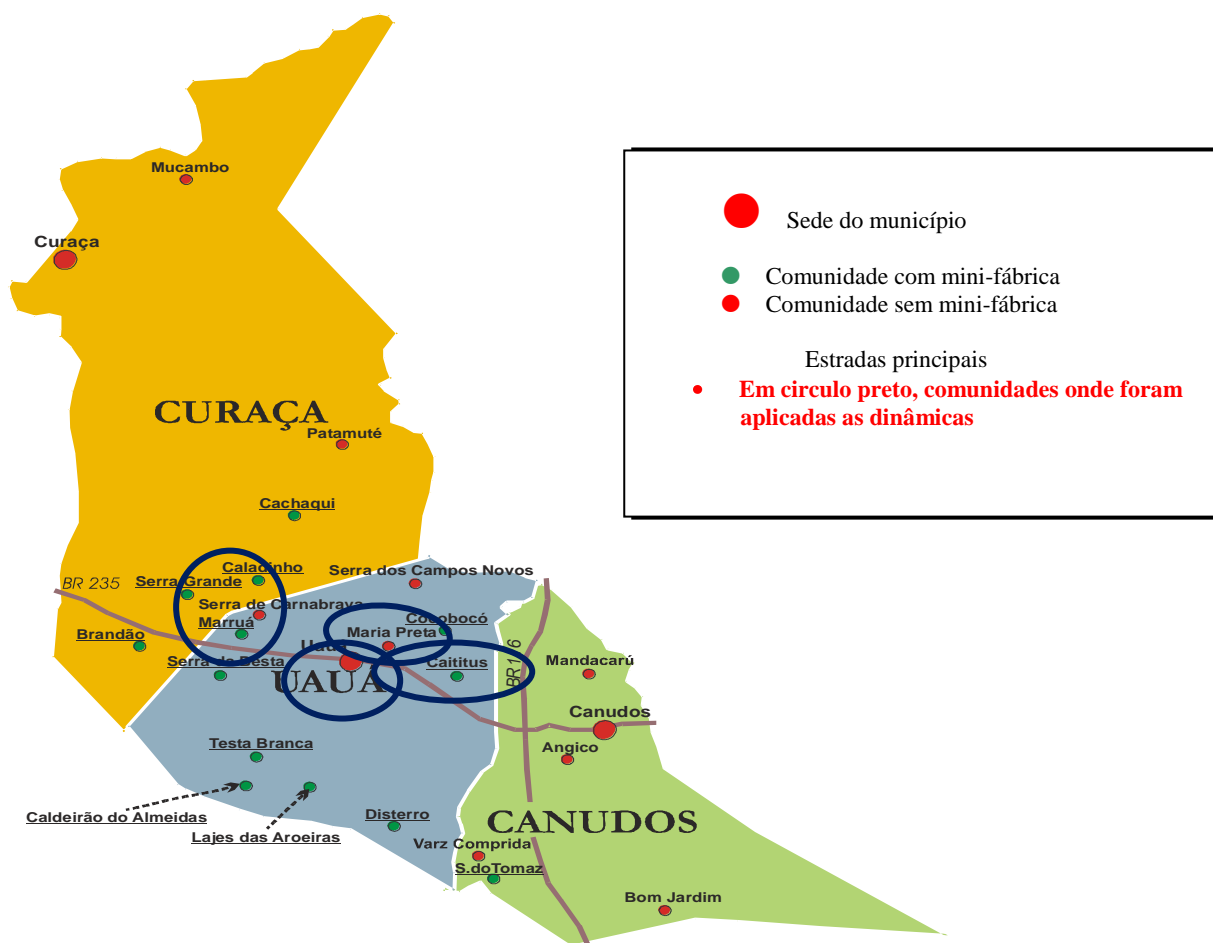 Mucambo
Curaça
CURAÇA
Patamuté
Cachaqui
Caladinho
Serra Grande
BR 235
Serra de Carnabrava
Marruá
Brandão
Serra da Besta
Serra dos Campos Novos
Cocobocó
Maria Preta
Uauá
UAUÁ
Caititus
BR116
Mandacarú
Canudos
Angico
Testa Branca
Caldeirão do Almeidas
Lajes das Aroeiras
Disterro
CANUDOS
Varz Comprida
S.doTomaz
Bom Jardim
Sede do município
Comunidade com mini-fábrica
Comunidade sem mini-fábrica
Estradas principais
• Em circulo preto, comunidades onde foram
aplicadas as dinâmicas